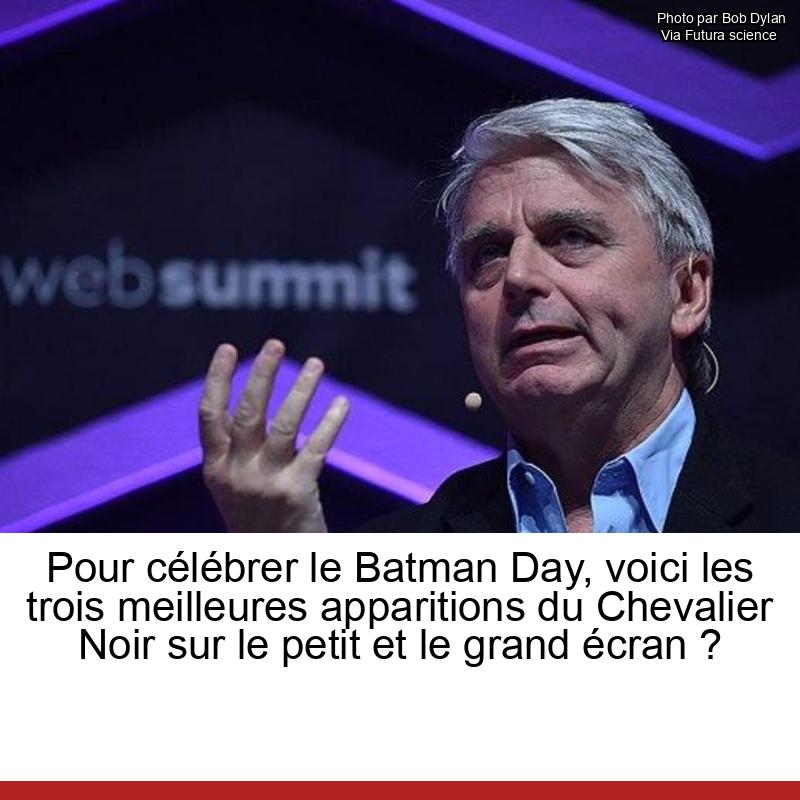 Photo par Bob Dylan
Via Futura science
websummit
Pour célébrer le Batman Day, voici les
trois meilleures apparitions du Chevalier
Noir sur le petit et le grand écran ?